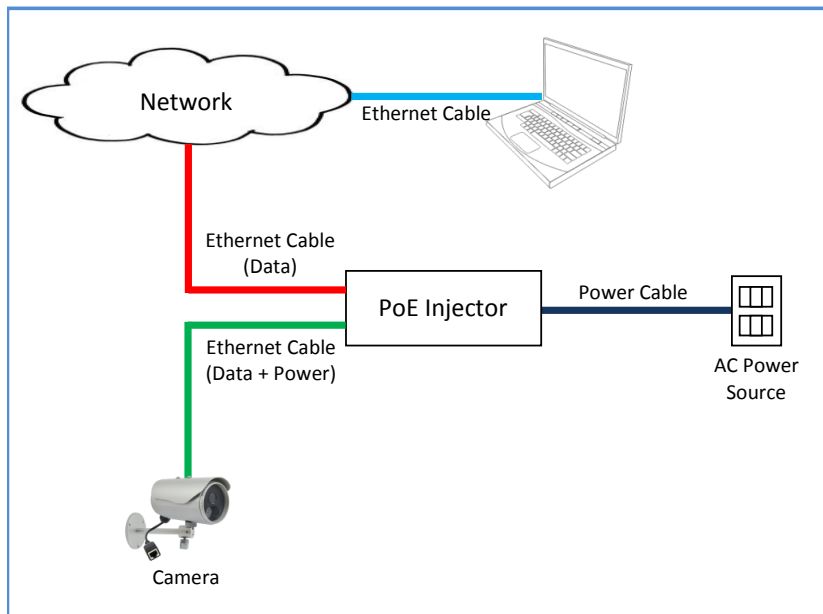 Network
Ethernet Cable
Ethernet Cable
(Data)
PoE Injector
Power Cable
Ethernet Cable
(Data + Power)
AC Power
Source
Camera